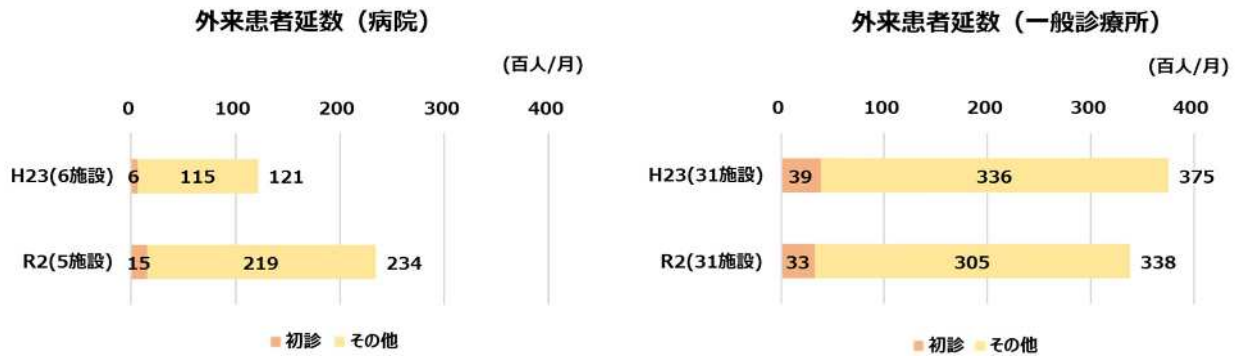 外来患者延数（病院）
(百人/月)
0 100 200 300 400
H23(6施設) 6 115 121
R2(5施設) 15 219 234
初診 その他
外来患者延数（一般診療所）
(百人/月)
0 100 200 300 400
H23(31施設) 39 336 375
R2(31施設) 33 305 338
初診 その他